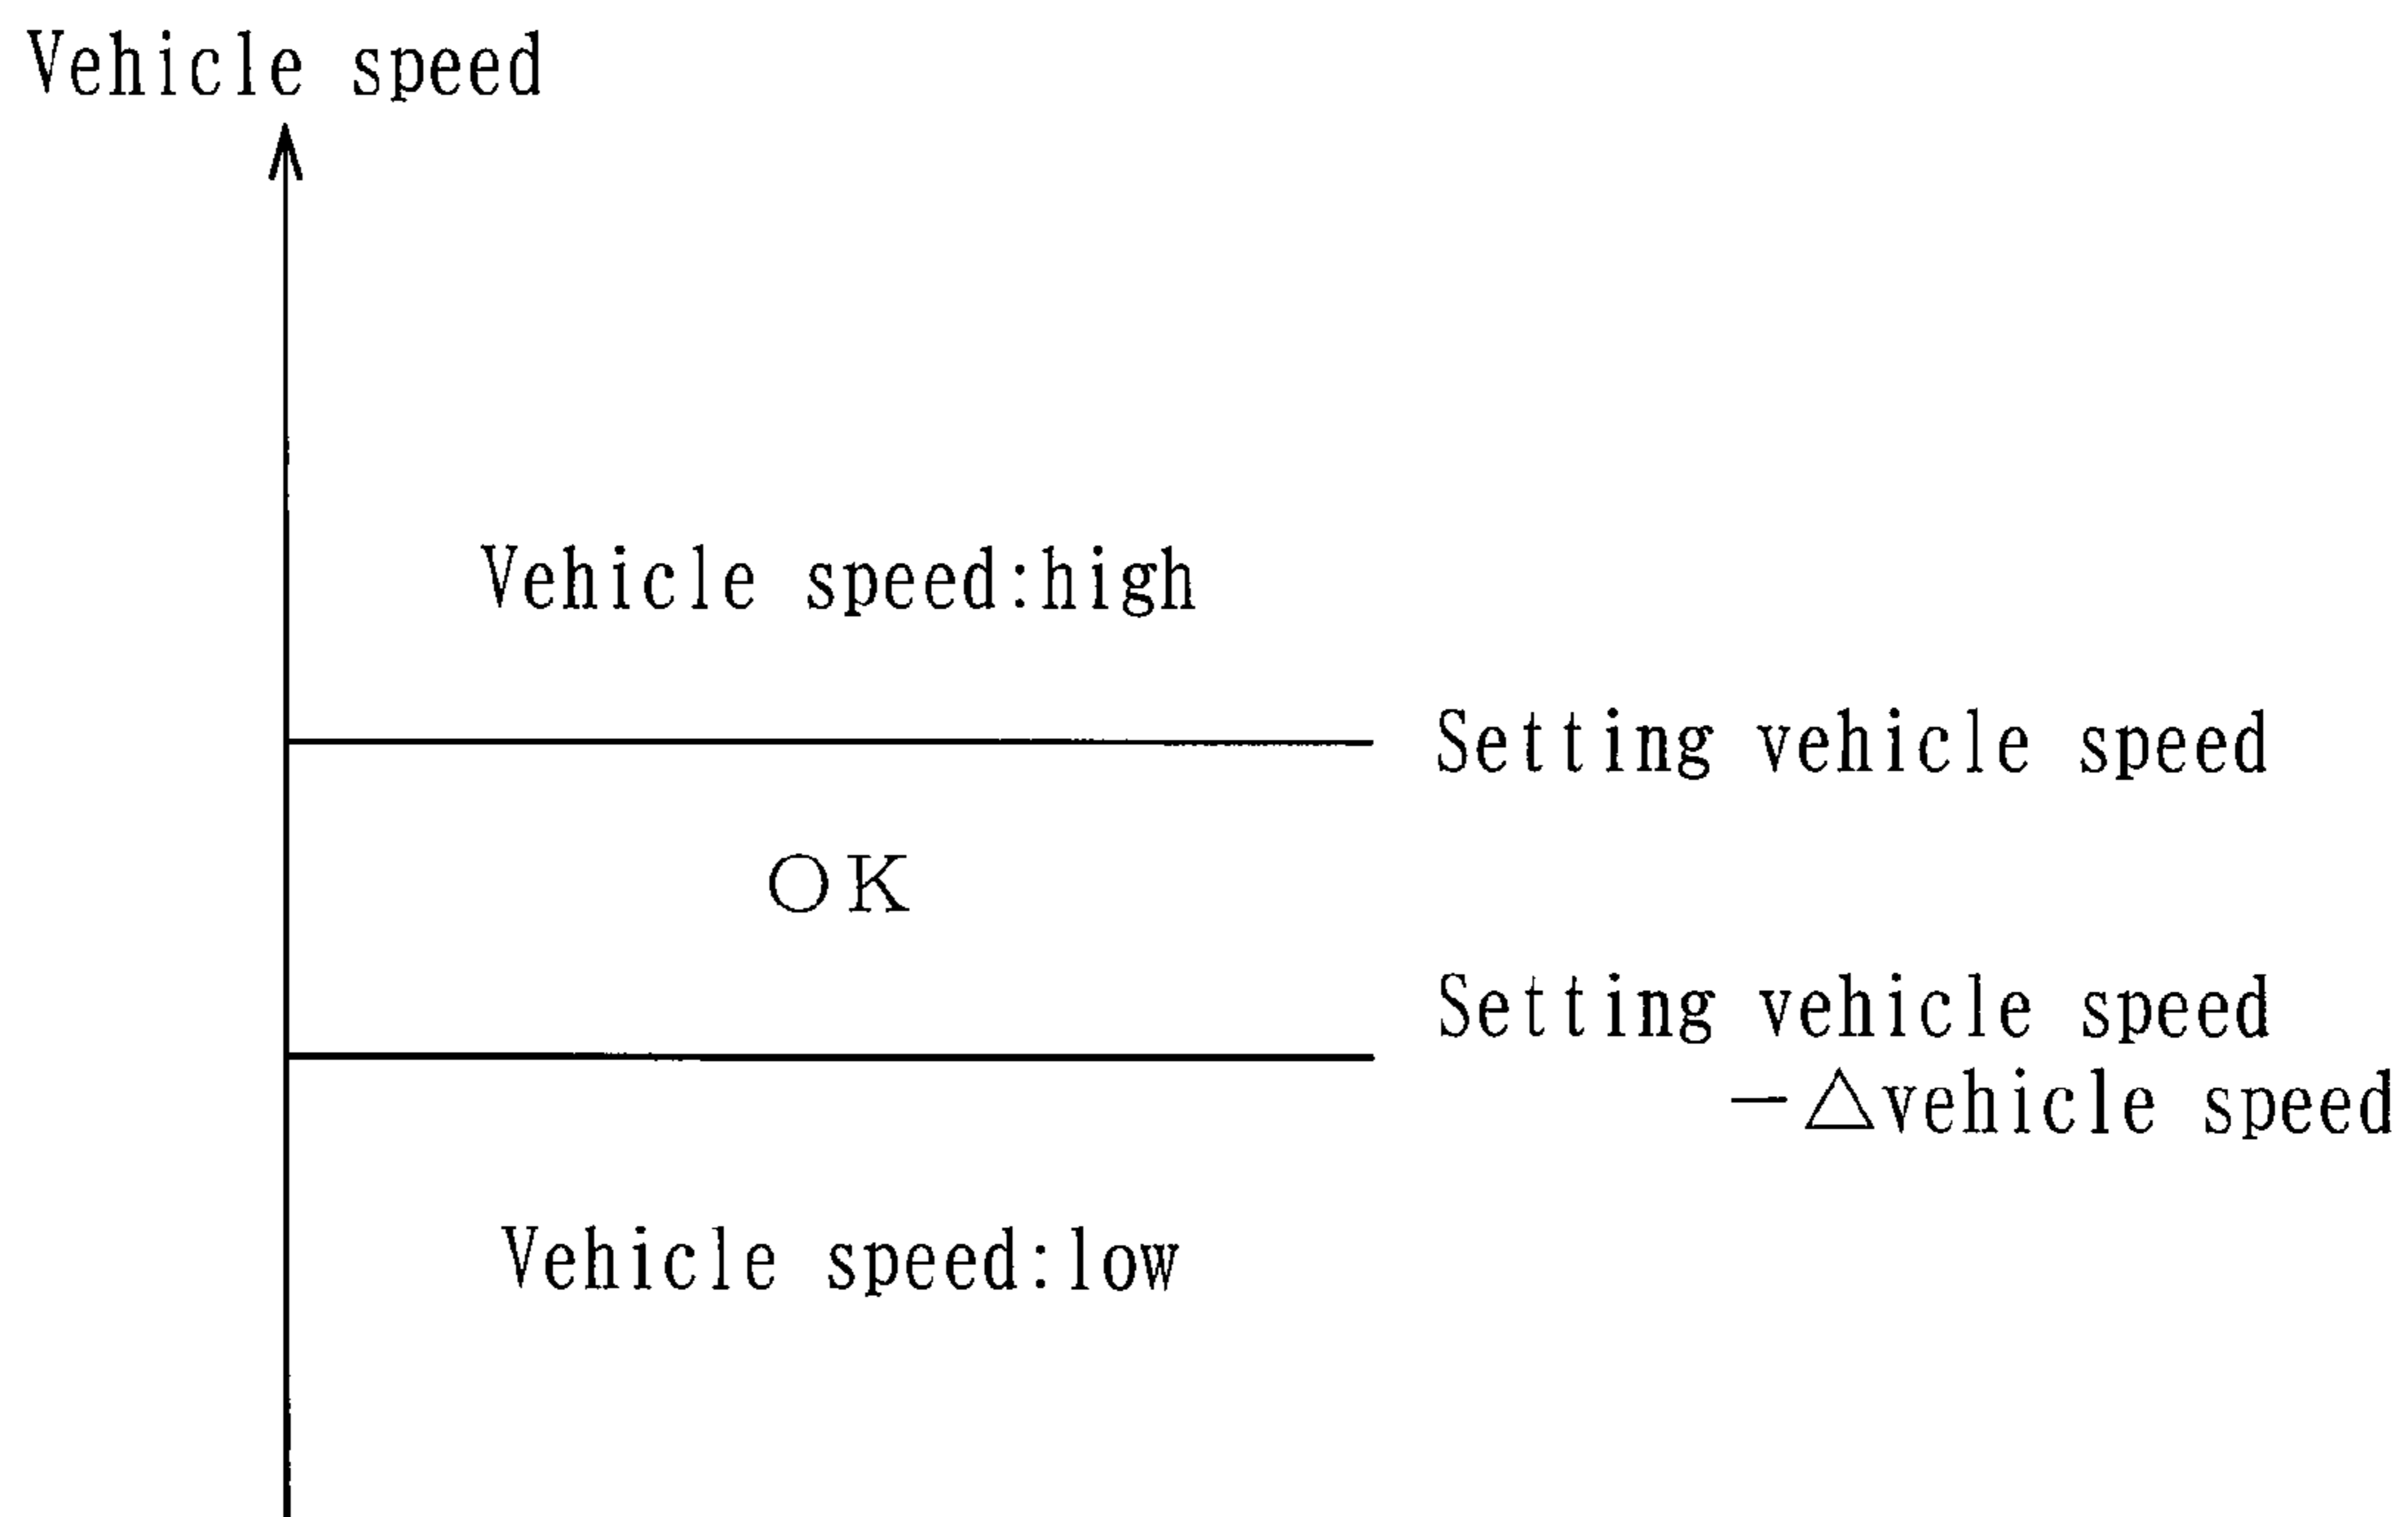 Vehicle speed
Vehicle speed:high
Setting vehicle speed
OK
Setting vehicle speed
−△vehicle speed
Vehicle speed:low